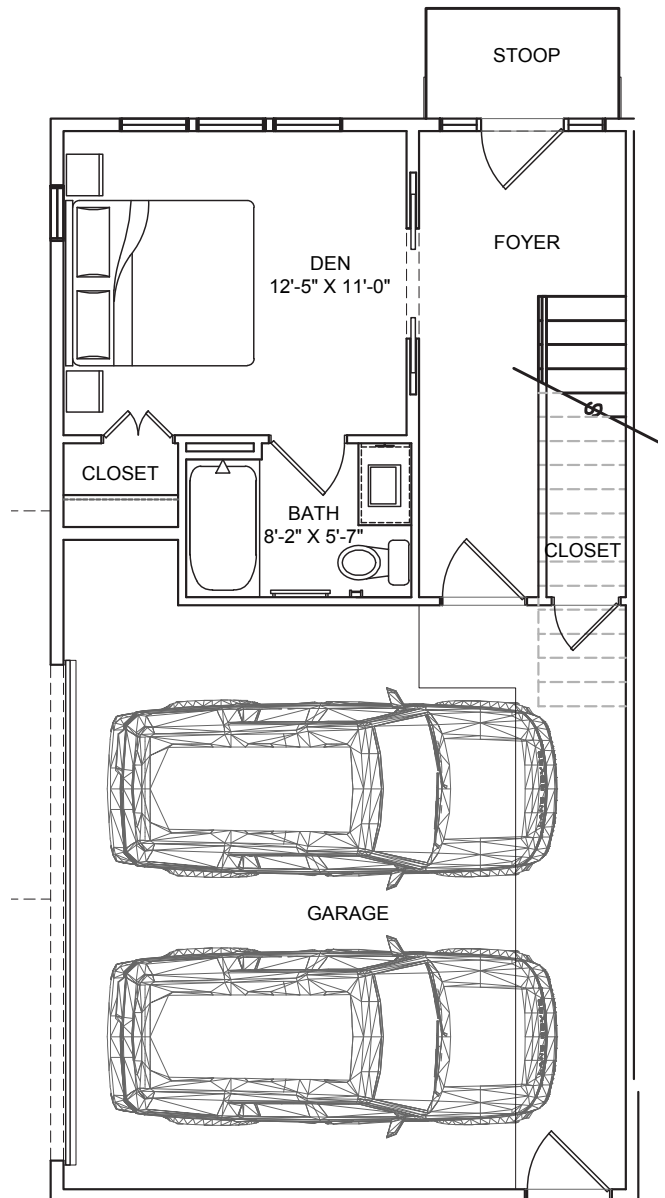 STOOP
FOYER
DEN
12'-5" X 11'-0"
CLOSET
BATH
8'-2" X 5'-7"
S
CLOSET
GARAGE